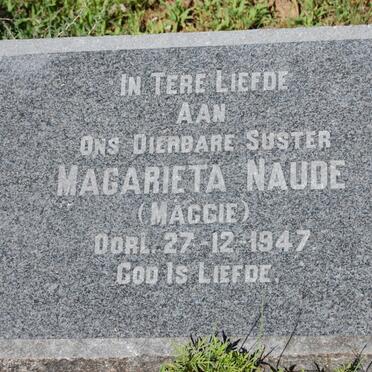 IN TERE LIEFDE
AAN
ONS DIERBARE SUSTER
MAGARIETA NAUDE
(MAGGIE)
OORL. 27-12-1947
GOD IS LIEFDE.